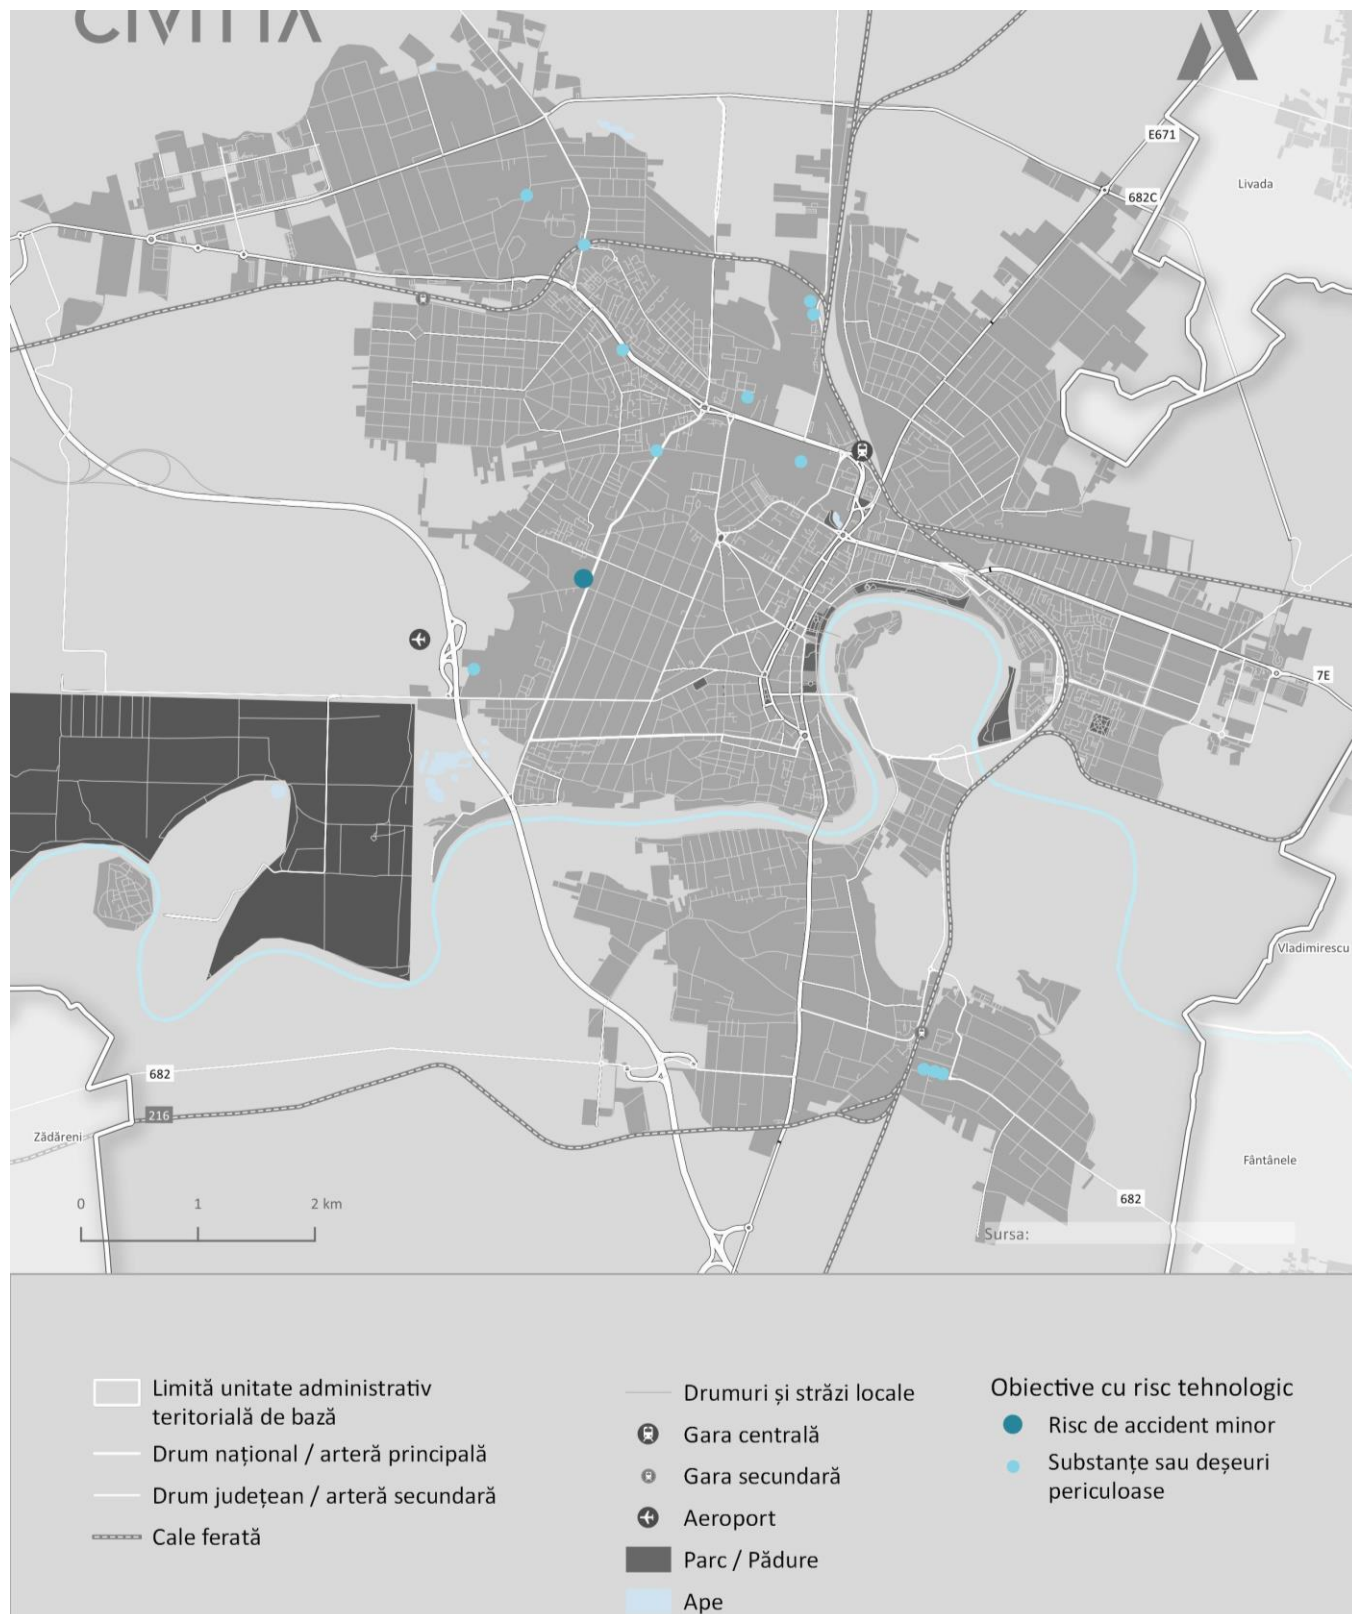 E671
682C
Livada
7E
Vladimirescu
682
216
Zădăreni
Fântânele
682
0 1 2 km
Sursa:
Limită unitate administrativ
teritorială de bază
Drum național / arteră principală
Drum județean / arteră secundară
Cale ferată
Drumuri și străzi locale
Gara centrală
Gara secundară
Aeroport
Parc / Pădure
Ape
Obiective cu risc tehnologic
Risc de accident minor
Substanțe sau deșeuri
periculoase